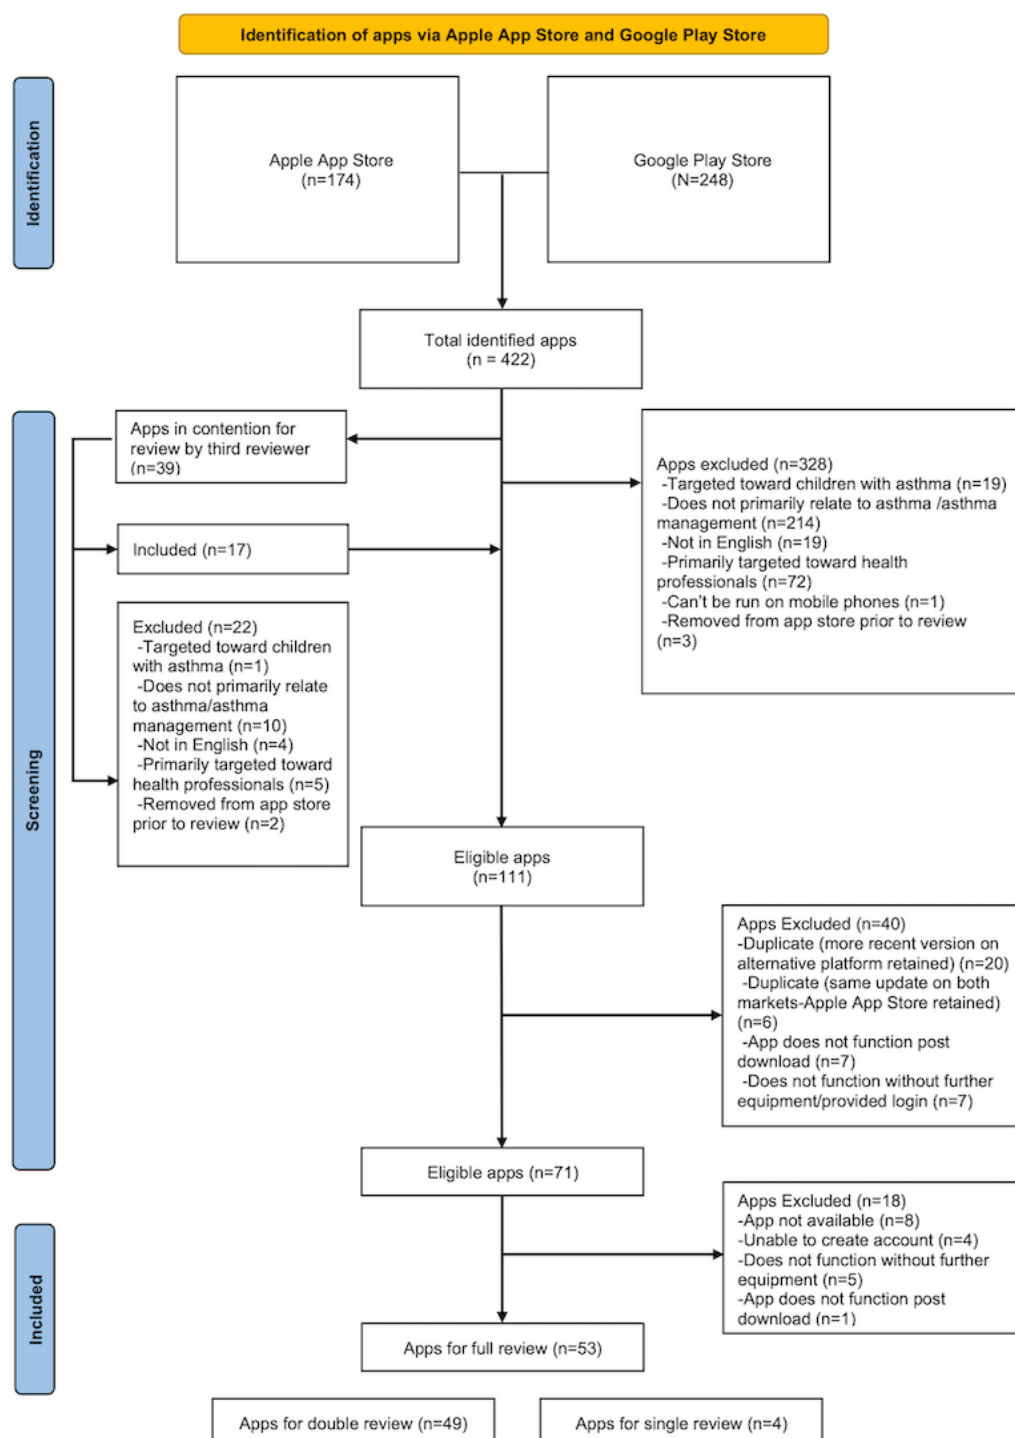 Identification of apps via Apple App Store and Google Play Store
Identification
Apple App Store
(n=174)
Google Play Store
(N=248)
Total identified apps
(n = 422)
Screening
Apps in contention for
review by third reviewer
(n=39)
Included (n=17)
Excluded (n=22)
-Targeted toward children
with asthma (n=1)
-Does not primarily relate
to asthma/asthma
management (n=10)
-Not in English (n=4)
-Primarily targeted toward
health professionals (n=5)
-Removed from app store
prior to review (n=2)
Apps excluded (n=328)
-Targeted toward children with asthma (n=19)
-Does not primarily relate to asthma /asthma
management (n=214)
-Not in English (n=19)
-Primarily targeted toward health
professionals (n=72)
-Can't be run on mobile phones (n=1)
-Removed from app store prior to review
(n=3)
Eligible apps
(n=111)
Apps Excluded (n=40)
-Duplicate (more recent version on
alternative platform retained) (n=20)
-Duplicate (same update on both
markets-Apple App Store retained)
(n=6)
-App does not function post
download (n=7)
-Does not function without further
equipment/provided login (n=7)
Eligible apps (n=71)
Included
Apps Excluded (n=18)
-App not available (n=8)
-Unable to create account (n=4)
-Does not function without further
equipment (n=5)
-App does not function post
download (n=1)
Apps for full review (n=53)
Apps for double review (n=49)
Apps for single review (n=4)